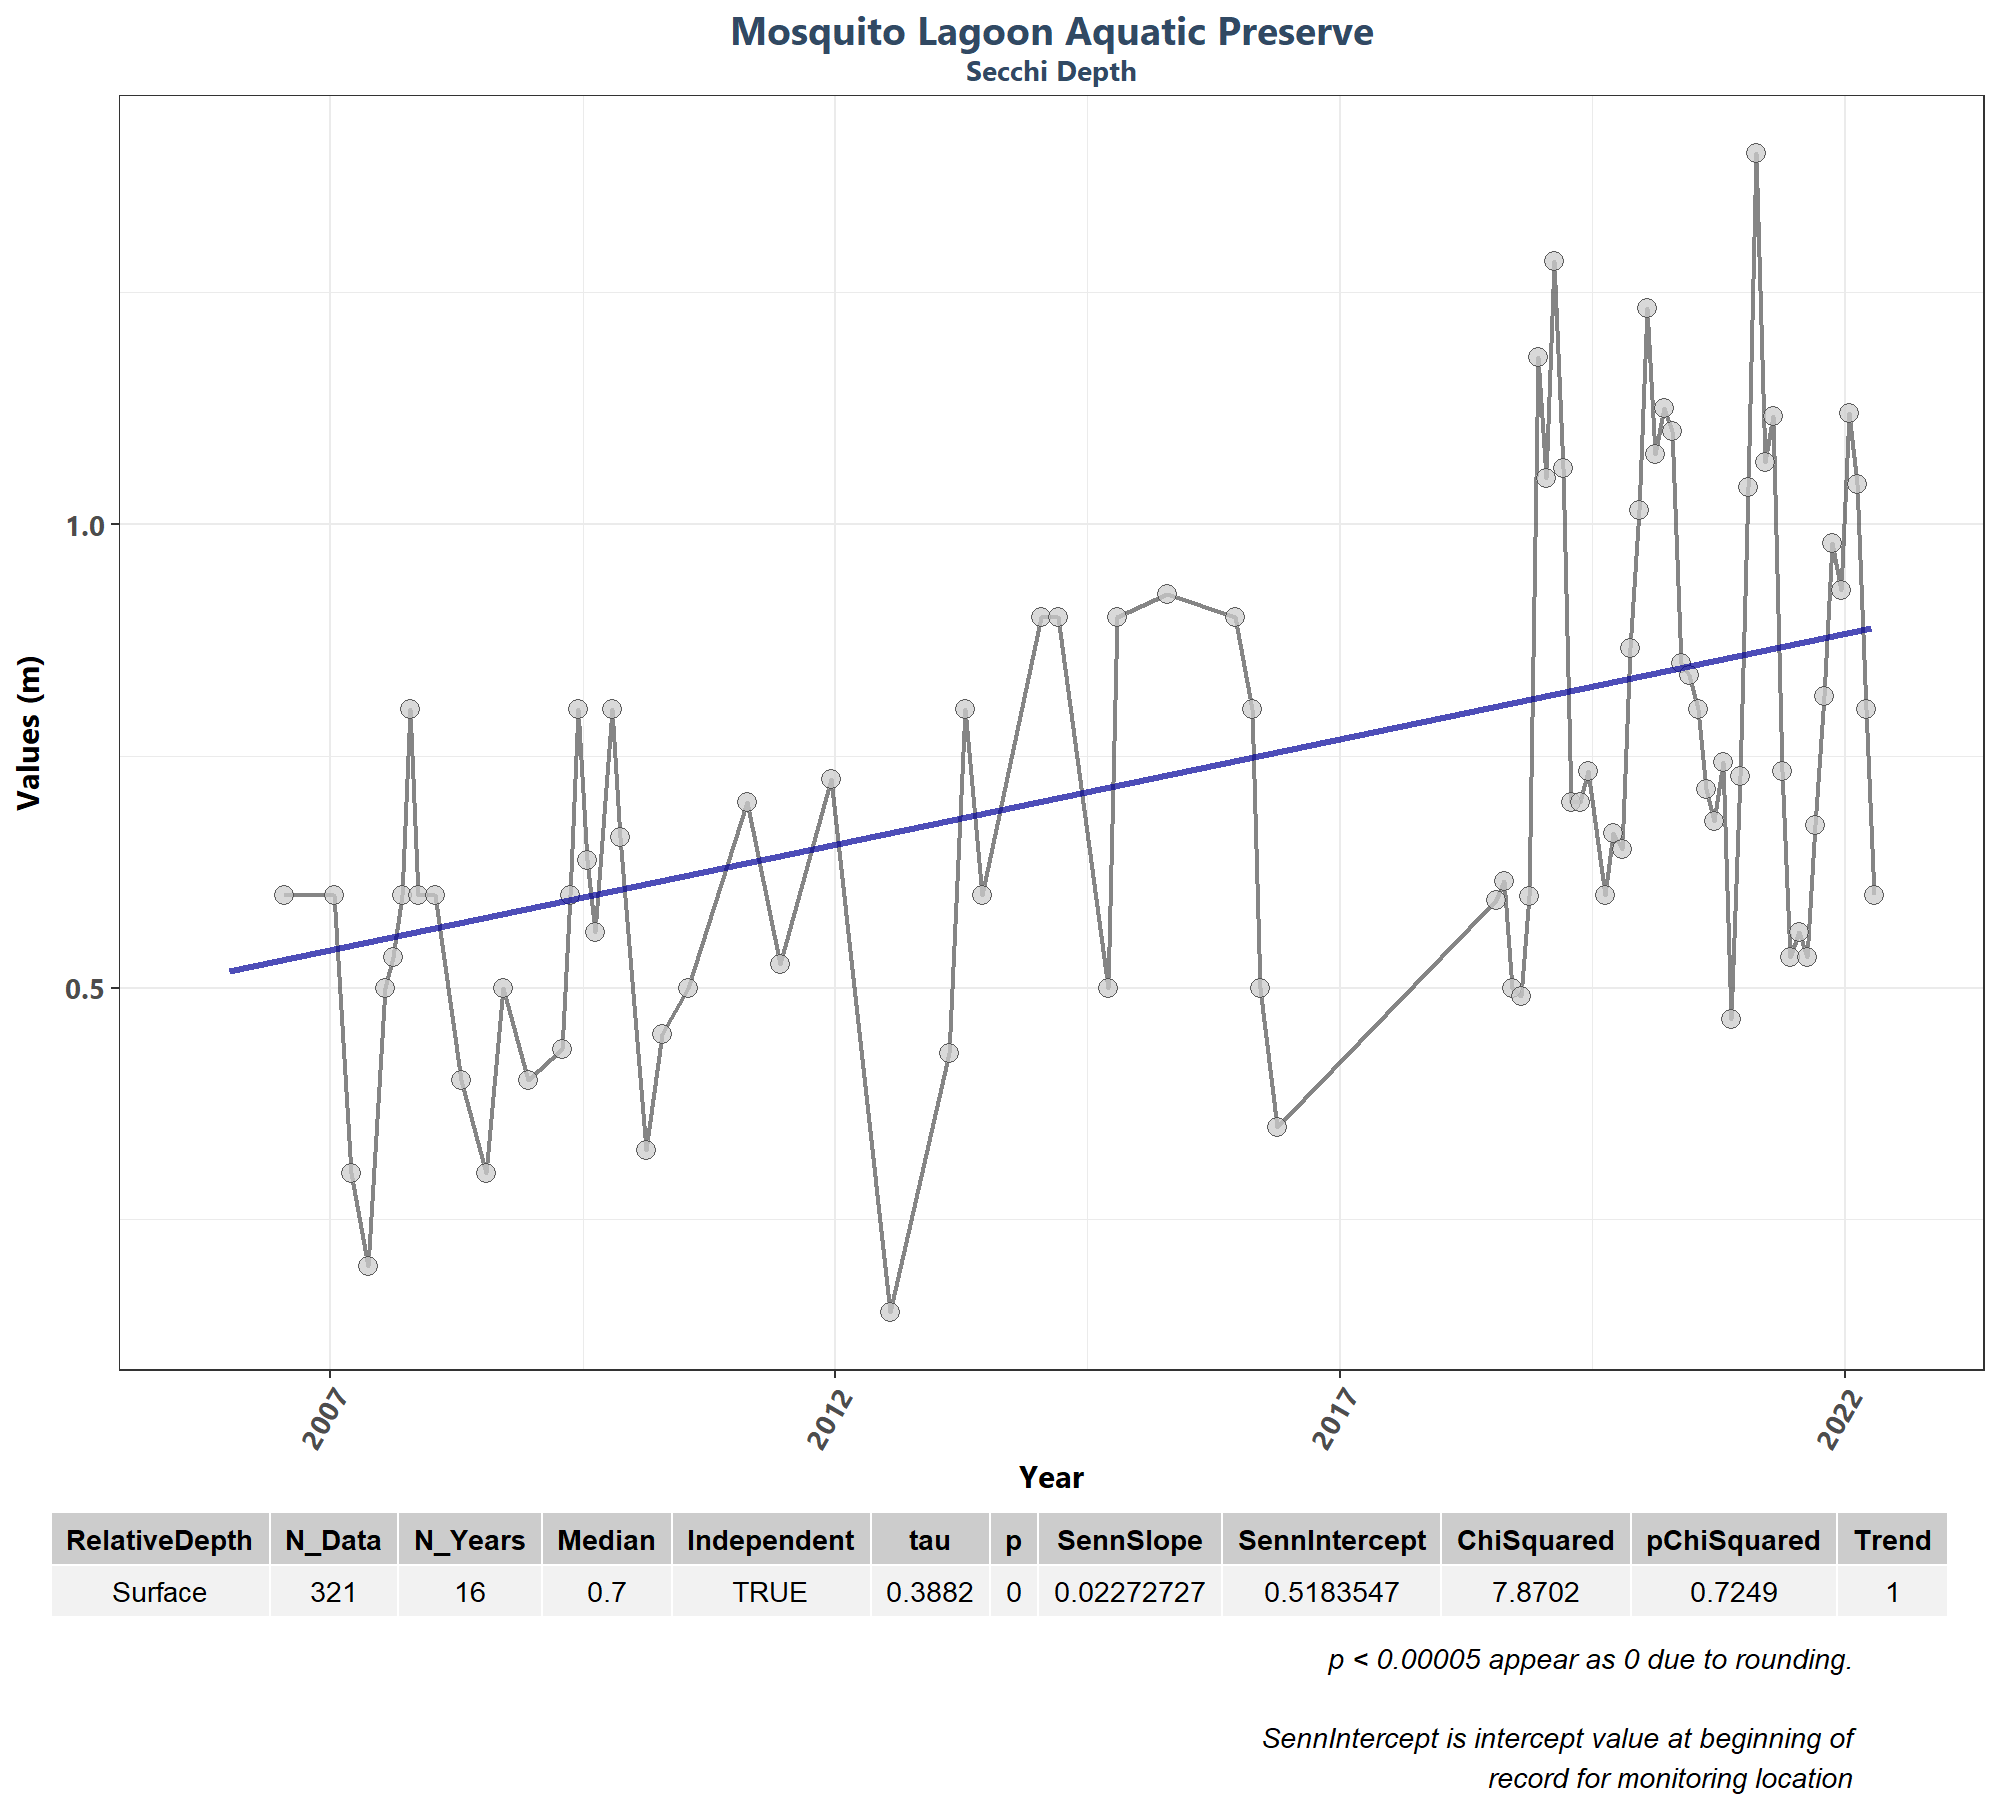 Mosquito Lagoon Aquatic Preserve
Secchi Depth
Values (m)
1.0
0.5
2007
2012
2017
2022
Year
RelativeDepth N_Data N_Years Median Independent tau p SennSlope SennIntercept ChiSquared pChiSquared Trend
Surface 321 16 0.7 TRUE 0.3882 0 0.02272727 0.5183547 7.8702 0.7249 1
p < 0.00005 appear as 0 due to rounding.
SennIntercept is intercept value at beginning of
record for monitoring location